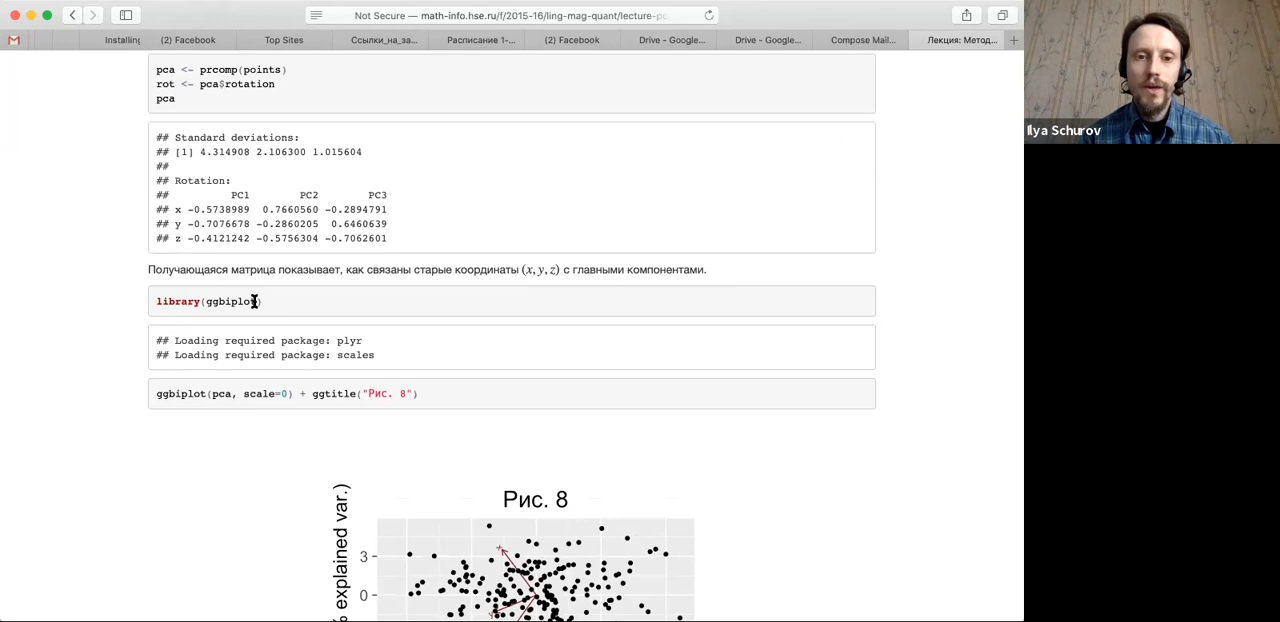 Not Secure — math-info.hse.ru/f/2015-16/ling-mag-quant/lecture-pc
Installing
(2) Facebook
Top Sites
Ссылки_на_за...
Расписание 1-...
(2) Facebook
Drive - Google...
Drive - Google...
Compose Mail...
Лекция: Метод...
pca <- prcomp(points)
rot <- pca$rotation
pca
## Standard deviations:
## [1] 4.314908 2.106300 1.015604
##
## Rotation:
## PC1 PC2 PC3
## x -0.5738989 0.7660560 -0.2894791
## y -0.7076678 -0.2860205 0.6460639
## z -0.4121242 -0.5756304 -0.7062601
Получающаяся матрица показывает, как связаны старые координаты (x, y, z) с главными компонентами.
library(ggbiplot)
## Loading required package: plyr
## Loading required package: scales
ggbiplot(pca, scale=0) + ggtitle("Рис. 8")
Рис. 8
explained var.)
3
0
Ilya Schurov